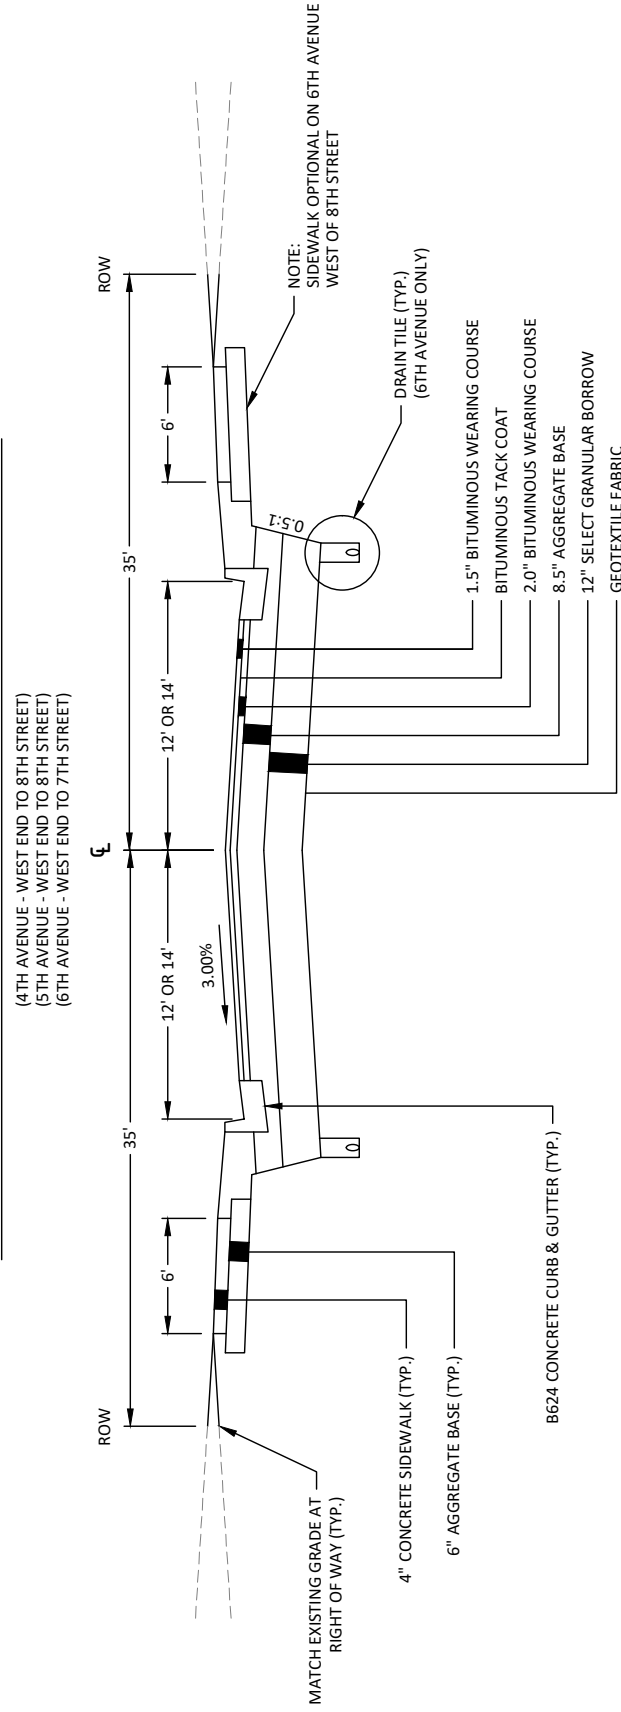 (4TH AVENUE - WEST END TO 8TH STREET)
(5TH AVENUE - WEST END TO 8TH STREET)
(6TH AVENUE - WEST END TO 7TH STREET)
ROW
℄
ROW
35'
35'
6'
12' OR 14'
12' OR 14'
6'
3.00%
0.5:1
MATCH EXISTING GRADE AT
RIGHT OF WAY (TYP.)
4" CONCRETE SIDEWALK (TYP.)
6" AGGREGATE BASE (TYP.)
B624 CONCRETE CURB & GUTTER (TYP.)
NOTE:
SIDEWALK OPTIONAL ON 6TH AVENUE
WEST OF 8TH STREET
DRAIN TILE (TYP.)
(6TH AVENUE ONLY)
1.5" BITUMINOUS WEARING COURSE
BITUMINOUS TACK COAT
2.0" BITUMINOUS WEARING COURSE
8.5" AGGREGATE BASE
12" SELECT GRANULAR BORROW
GEOTEXTILE FABRIC